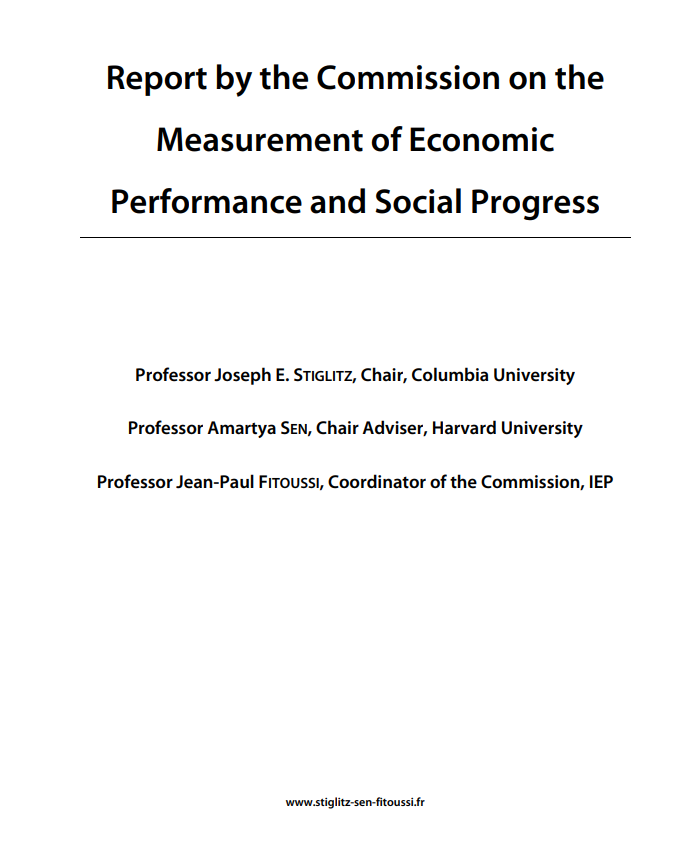 Report by the Commission on the
Measurement of Economic
Performance and Social Progress
Professor Joseph E. STIGLITZ, Chair, Columbia University
Professor Amartya SEN, Chair Adviser, Harvard University
Professor Jean-Paul FITOUSSI, Coordinator of the Commission, IEP
www.stiglitz-sen-fitoussi.fr